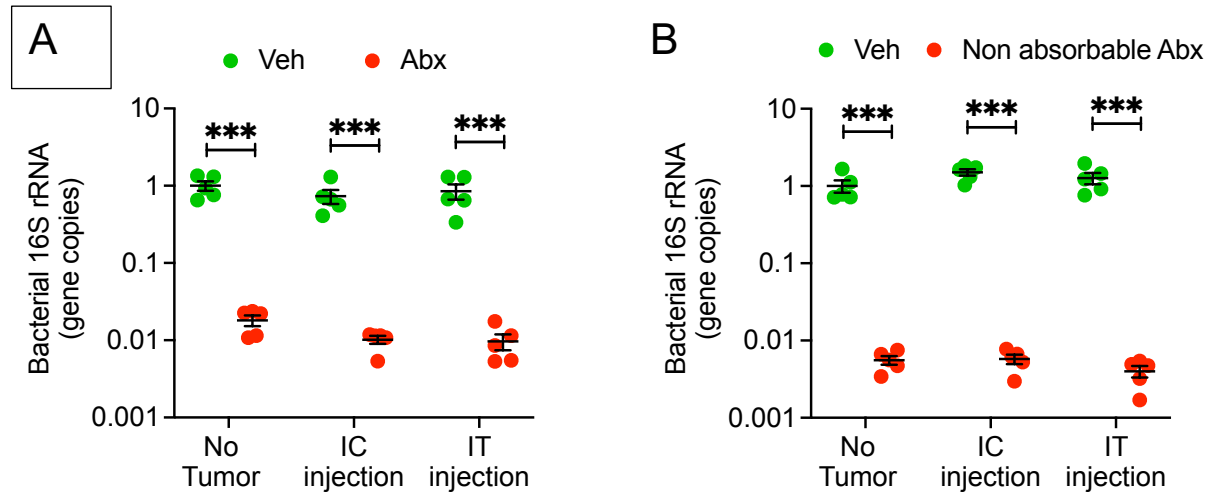 A
Veh Abx
Bacterial 16S rRNA
(gene copies)
10
1
0.1
0.01
0.001
*** *** ***
No
Tumor
IC
injection
IT
injection
B
Veh Non absorbable Abx
Bacterial 16S rRNA
(gene copies)
10
1
0.1
0.01
0.001
*** *** ***
No
Tumor
IC
injection
IT
injection